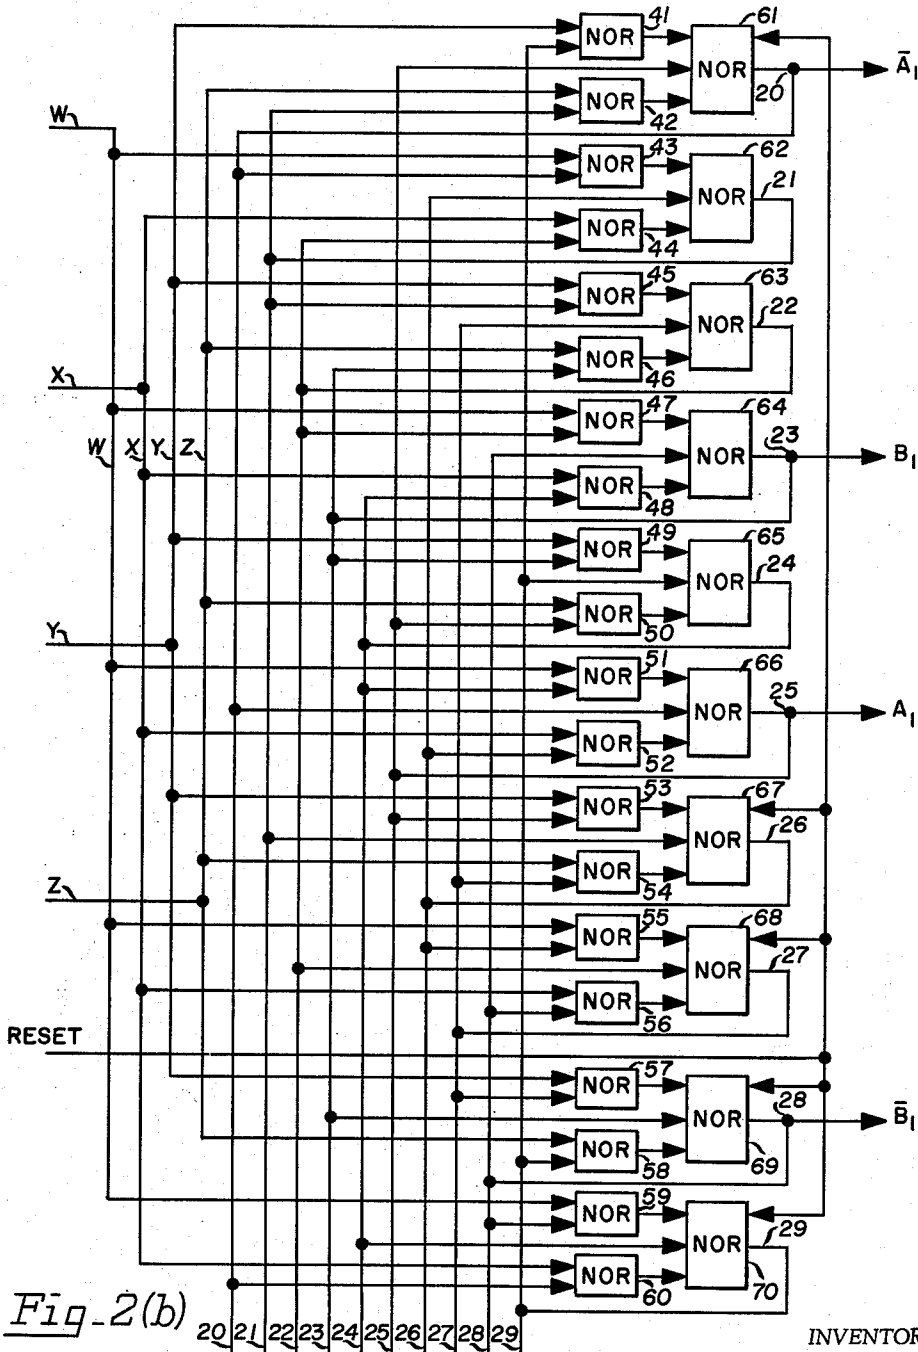 41 61
NOR
NOR Ā₁
20
NOR
42
W
43 62
NOR
NOR 21
NOR
44
45 63
NOR
NOR 22
NOR
46
X
47 64
NOR
W X Y Z
NOR 23 B₁
NOR
48
49 65
NOR
NOR 24
Y
NOR
50
51 66
NOR
NOR 25 A₁
NOR
52
53 67
NOR
NOR 26
NOR
54
Z
55 68
NOR
NOR 27
NOR
56
RESET
57
NOR
NOR 28 B̄₁
NOR
58 69
59
NOR
NOR 29
NOR
60 70
Fig_2(b)
20 21 22 23 24 25 26 27 28 29
INVENTOR